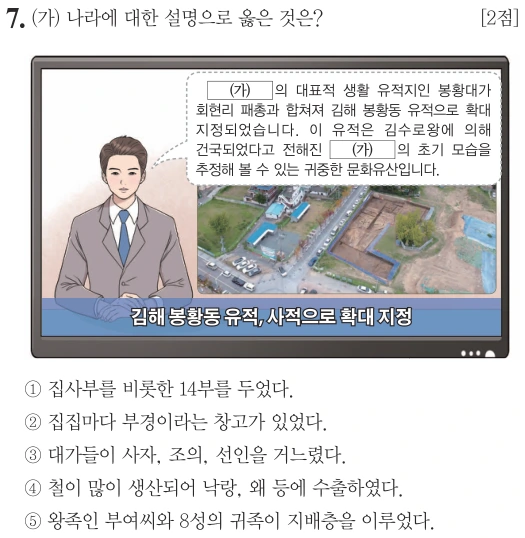 7. (가) 나라에 대한 설명으로 옳은 것은? [2점]
(가) 의 대표적 생활 유적지인 봉황대가
회현리 패총과 합쳐져 김해 봉황동 유적으로 확대
지정되었습니다. 이 유적은 김수로왕에 의해
건국되었다고 전해진 (가) 의 초기 모습을
추정해 볼 수 있는 귀중한 문화유산입니다.
김해 봉황동 유적, 사적으로 확대 지정
① 집사부를 비롯한 14부를 두었다.
② 집집마다 부경이라는 창고가 있었다.
③ 대가들이 사자, 조의, 선인을 거느렸다.
④ 철이 많이 생산되어 낙랑, 왜 등에 수출하였다.
⑤ 왕족인 부여씨와 8성의 귀족이 지배층을 이루었다.